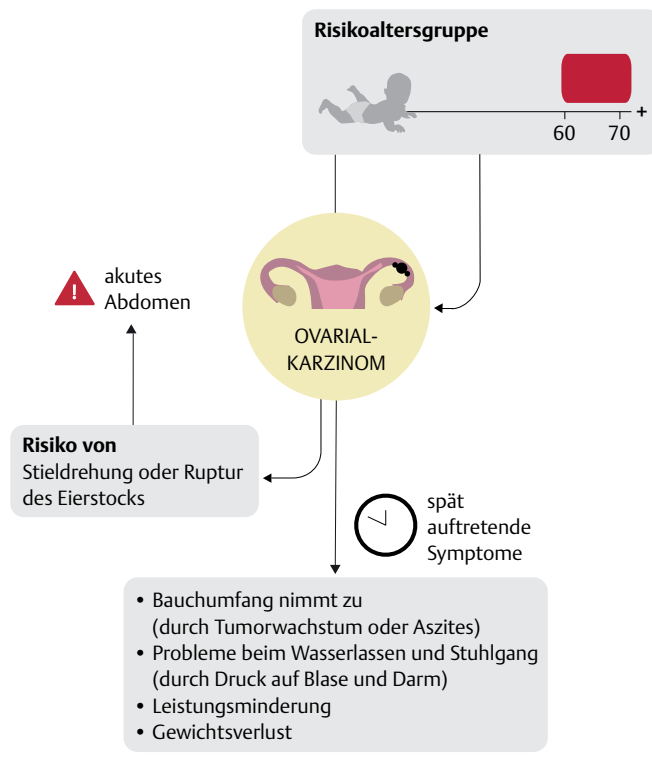 Risikoaltersgruppe
60 70 +
! akutes
Abdomen
OVARIAL-
KARZINOM
Risiko von
Stieldrehung oder Ruptur
des Eierstocks
spät
auftretende
Symptome
• Bauchumfang nimmt zu
(durch Tumorwachstum oder Aszites)
• Probleme beim Wasserlassen und Stuhlgang
(durch Druck auf Blase und Darm)
• Leistungsminderung
• Gewichtsverlust